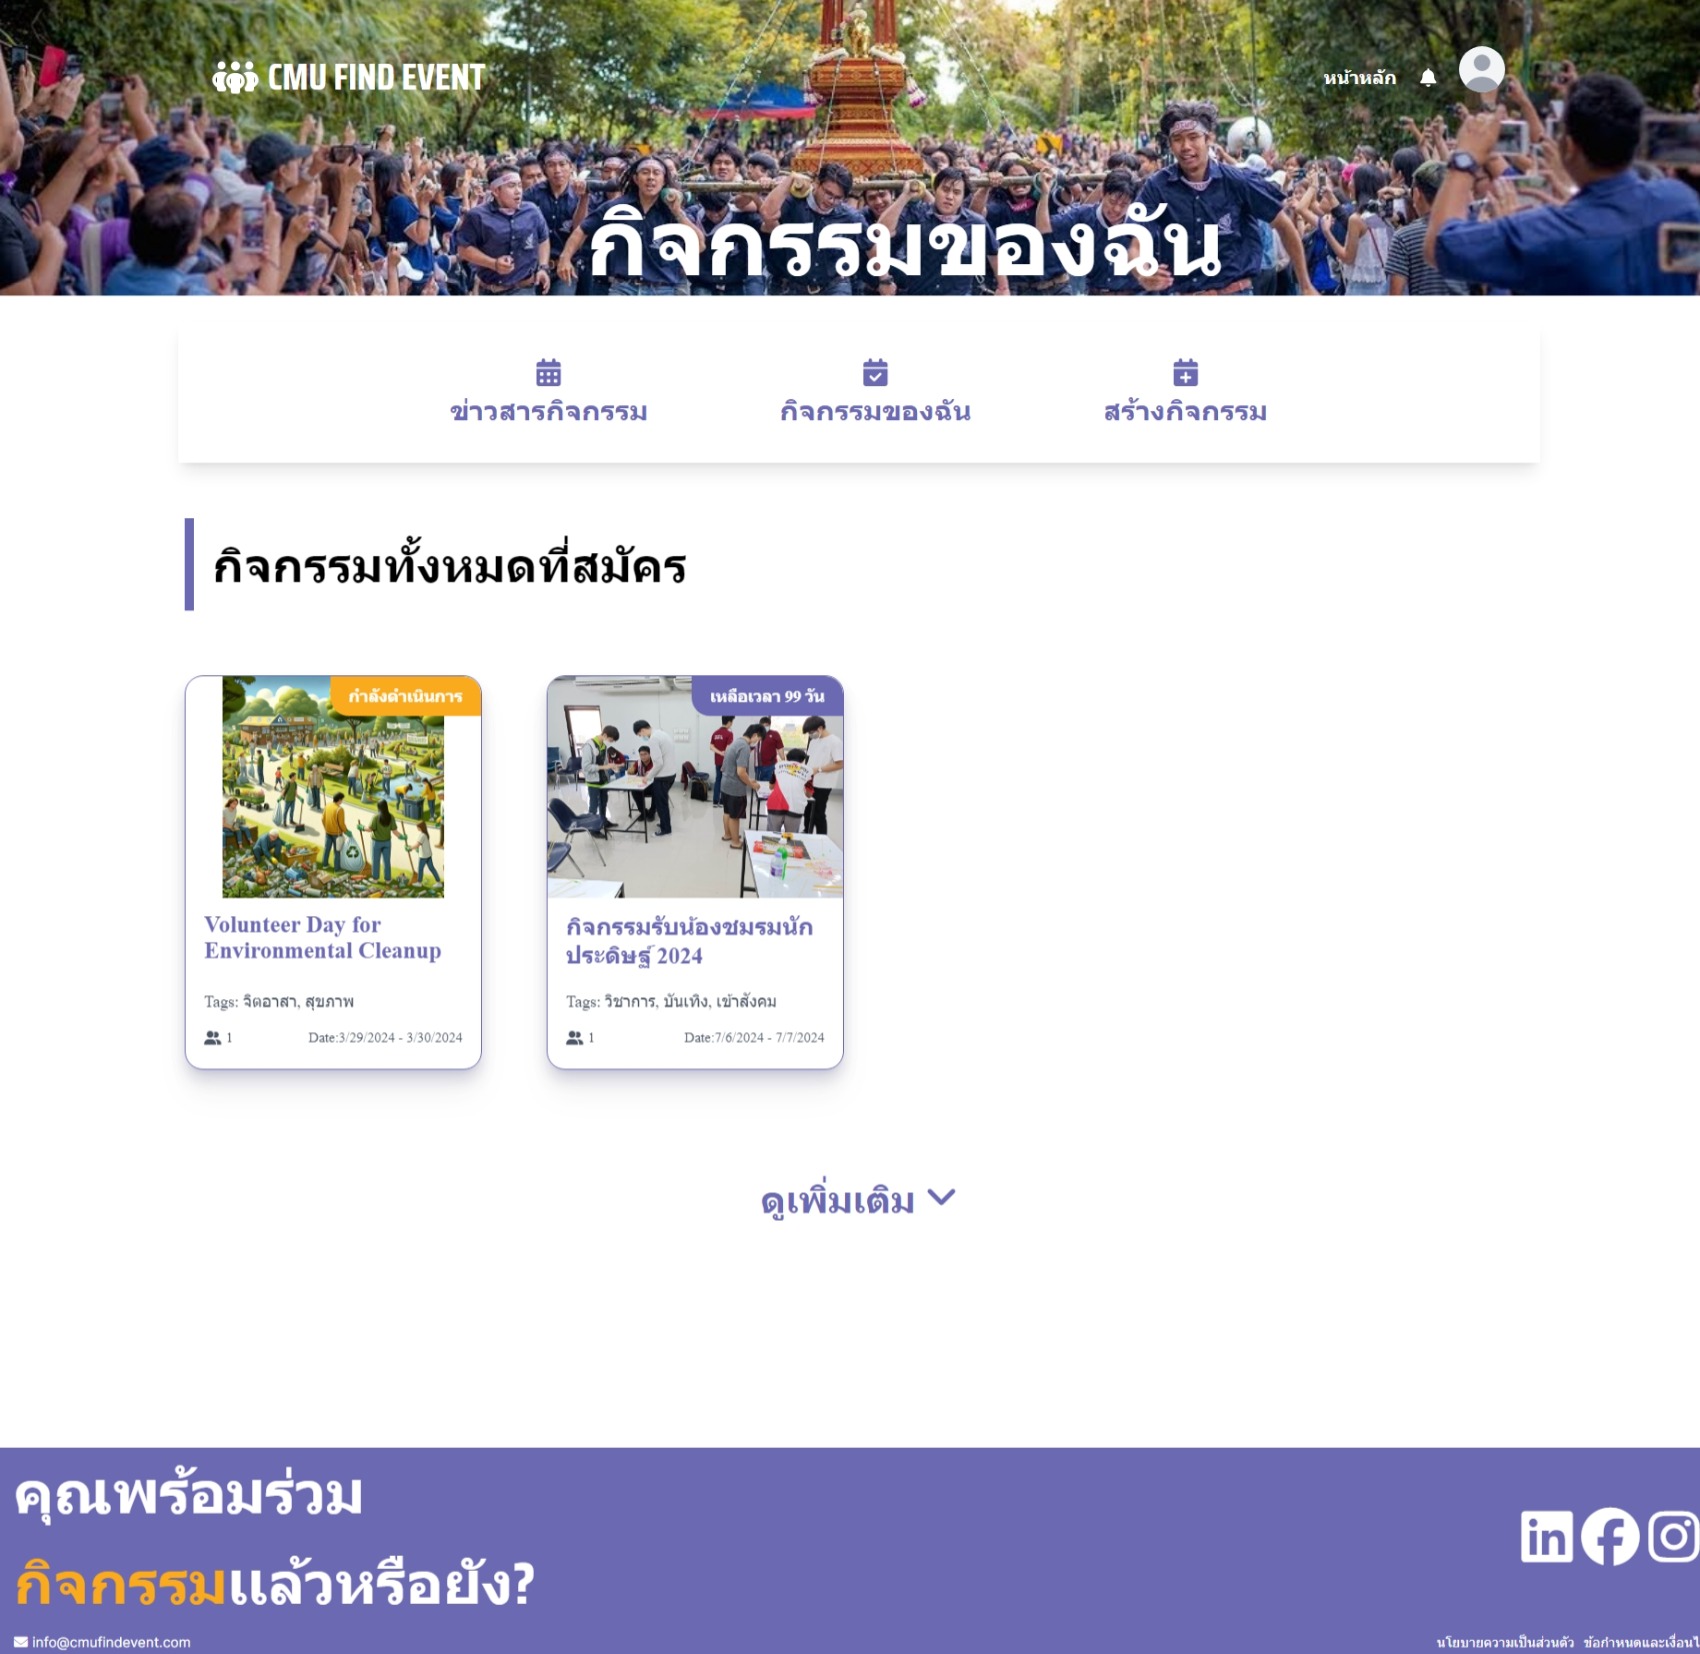 CMU FIND EVENT
หน้าหลัก
กิจกรรมของฉัน
ข่าวสารกิจกรรม
กิจกรรมของฉัน
สร้างกิจกรรม
กิจกรรมทั้งหมดที่สมัคร
กำลังดำเนินการ
Volunteer Day for
Environmental Cleanup
Tags: จิตอาสา, สุขภาพ
1
Date:3/29/2024 - 3/30/2024
เหลือเวลา 99 วัน
กิจกรรมรับน้องชมรมนัก
ประดิษฐ์ 2024
Tags: วิชาการ, บันเทิง, เข้าสังคม
1
Date:7/6/2024 - 7/7/2024
ดูเพิ่มเติม
คุณพร้อมร่วม
กิจกรรมแล้วหรือยัง?
info@cmufindevent.com
นโยบายความเป็นส่วนตัว ข้อกำหนดและเงื่อนไ